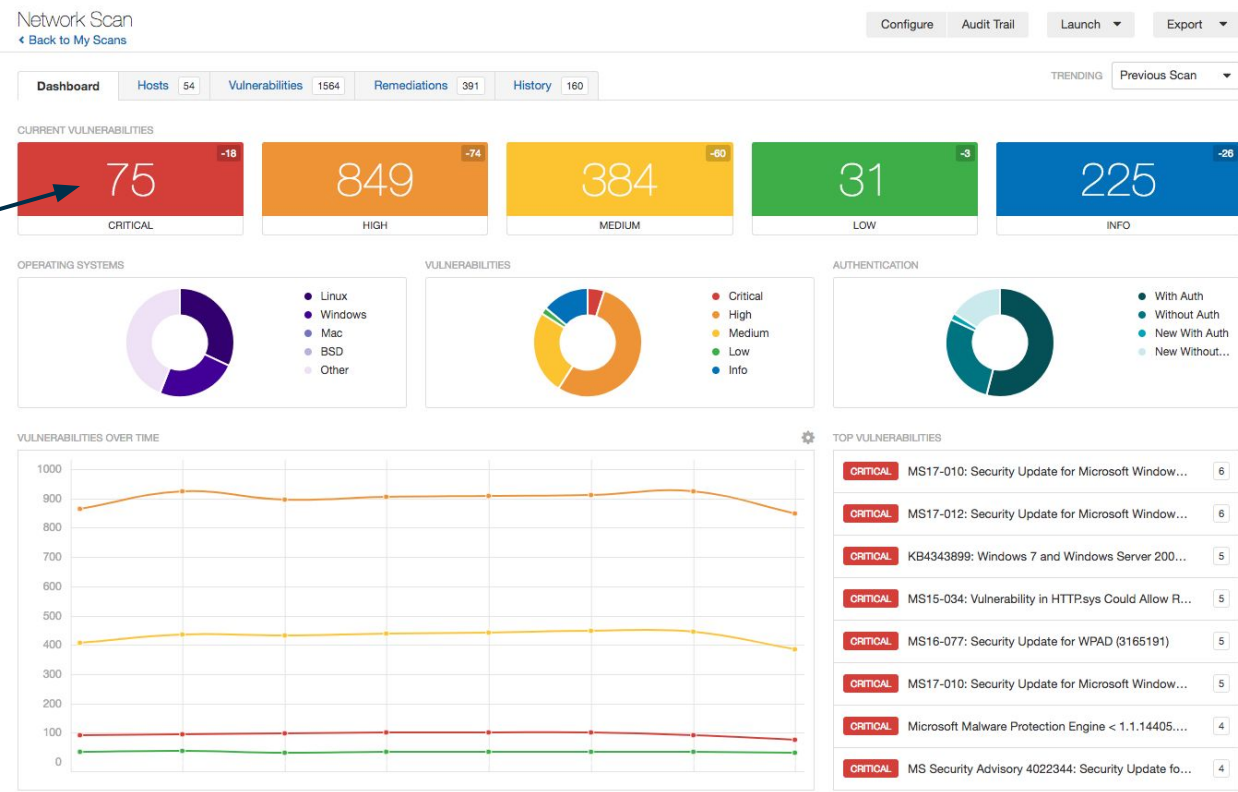 Network Scan
Back to My Scans
Configure
Audit Trail
Launch
Export
Dashboard
Hosts 54
Vulnerabilities 1564
Remediations 391
History 160
TRENDING
Previous Scan
CURRENT VULNERABILITIES
-18
75
CRITICAL
-74
849
HIGH
-60
384
MEDIUM
-3
31
LOW
-26
225
INFO
OPERATING SYSTEMS
Linux
Windows
Mac
BSD
Other
VULNERABILITIES
Critical
High
Medium
Low
Info
AUTHENTICATION
With Auth
Without Auth
New With Auth
New Without...
VULNERABILITIES OVER TIME
1000
900
800
700
600
500
400
300
200
100
0
TOP VULNERABILITIES
CRITICAL MS17-010: Security Update for Microsoft Window... 6
CRITICAL MS17-012: Security Update for Microsoft Window... 6
CRITICAL KB4343899: Windows 7 and Windows Server 200... 5
CRITICAL MS15-034: Vulnerability in HTTP.sys Could Allow R... 5
CRITICAL MS16-077: Security Update for WPAD (3165191) 5
CRITICAL MS17-010: Security Update for Microsoft Window... 5
CRITICAL Microsoft Malware Protection Engine < 1.1.14405.... 4
CRITICAL MS Security Advisory 4022344: Security Update fo... 4